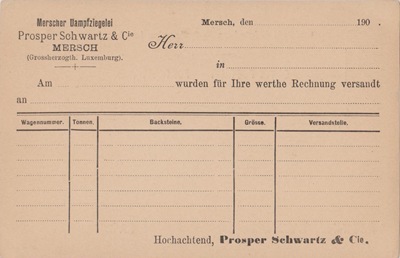 Merscher Dampfziegelei
Prosper Schwartz & Cie
MERSCH
(Grossherzogth. Luxemburg).
Mersch, den 190 .
Herr
in
Am wurden für Ihre werthe Rechnung versandt
an
Wagennummer. Tonnen. Backsteine. Grösse. Versandstelle.
Hochachtend, Prosper Schwartz & Cie.